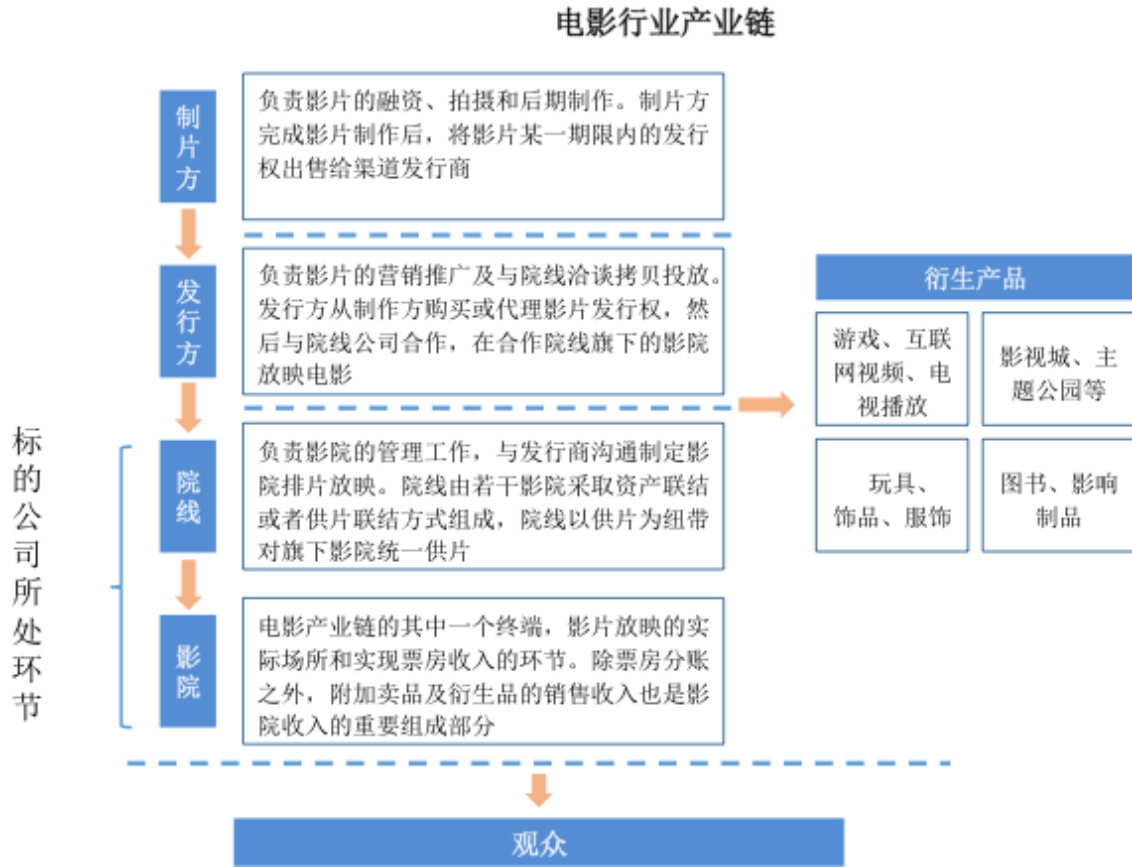 电影行业产业链
制片方
负责影片的融资、拍摄和后期制作。制片方
完成影片制作后，将影片某一期限内的发行
权出售给渠道发行商
发行方
负责影片的营销推广及与院线洽谈拷贝投放。
发行方从制作方购买或代理影片发行权，然
后与院线公司合作，在合作院线旗下的影院
放映电影
标的公司所处环节
院线
负责影院的管理工作，与发行商沟通制定影
院排片放映。院线由若干影院采取资产联结
或者供片联结方式组成，院线以供片为纽带
对旗下影院统一供片
影院
电影产业链的其中一个终端，影片放映的实
际场所和实现票房收入的环节。除票房分账
之外，附加卖品及衍生品的销售收入也是影
院收入的重要组成部分
衍生产品
游戏、互联
网视频、电
视播放
影视城、主
题公园等
玩具、
饰品、服饰
图书、影响
制品
观众